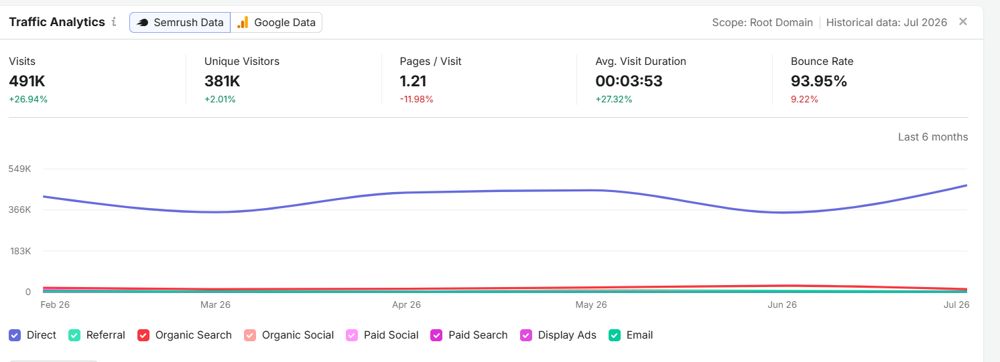 Traffic Analytics i Semrush Data Google Data Scope: Root Domain Historical data: Jul 2026 ✕
Visits Unique Visitors Pages / Visit Avg. Visit Duration Bounce Rate
491K 381K 1.21 00:03:53 93.95%
+26.94% +2.01% -11.98% +27.32% 9.22%
Last 6 months
549K
366K
183K
0
Feb 26 Mar 26 Apr 26 May 26 Jun 26 Jul 26
Direct Referral Organic Search Organic Social Paid Social Paid Search Display Ads Email